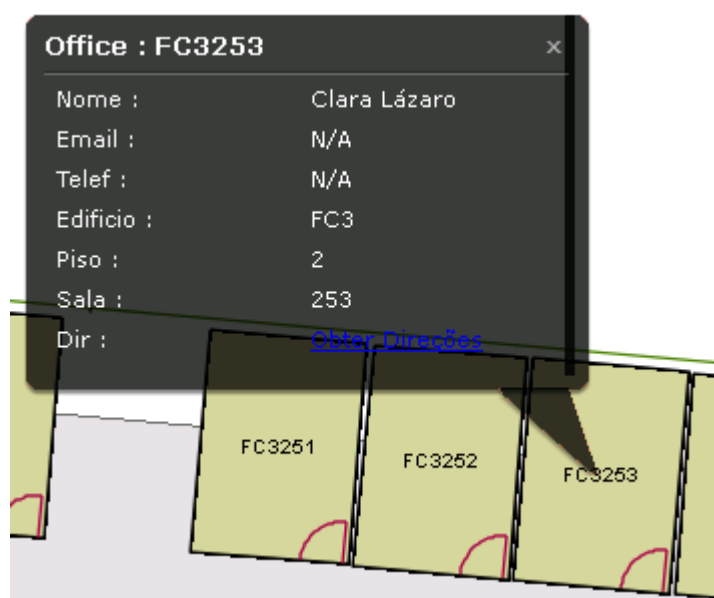 Office : FC3253 ×
Nome : Clara Lázaro
Email : N/A
Telef : N/A
Edificio : FC3
Piso : 2
Sala : 253
Dir : Obter Direções
FC3251
FC3252
FC3253